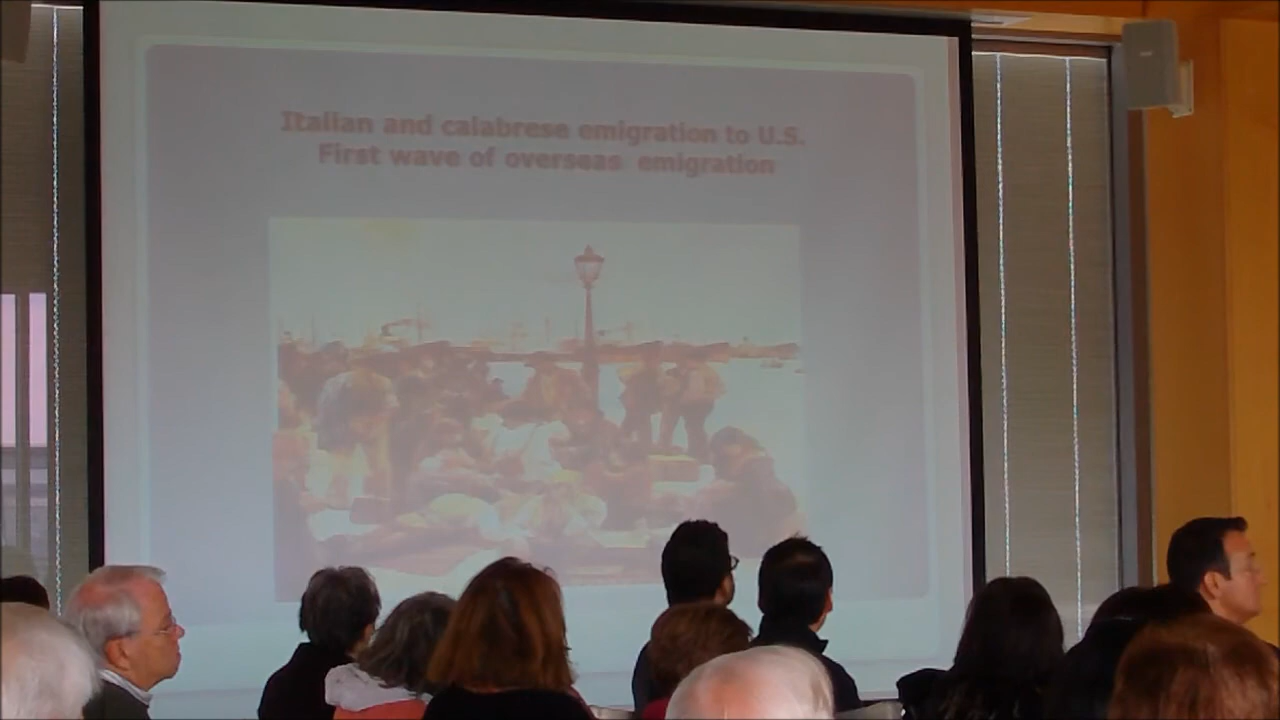 Italian and calabrese emigration to U.S.
First wave of overseas emigration